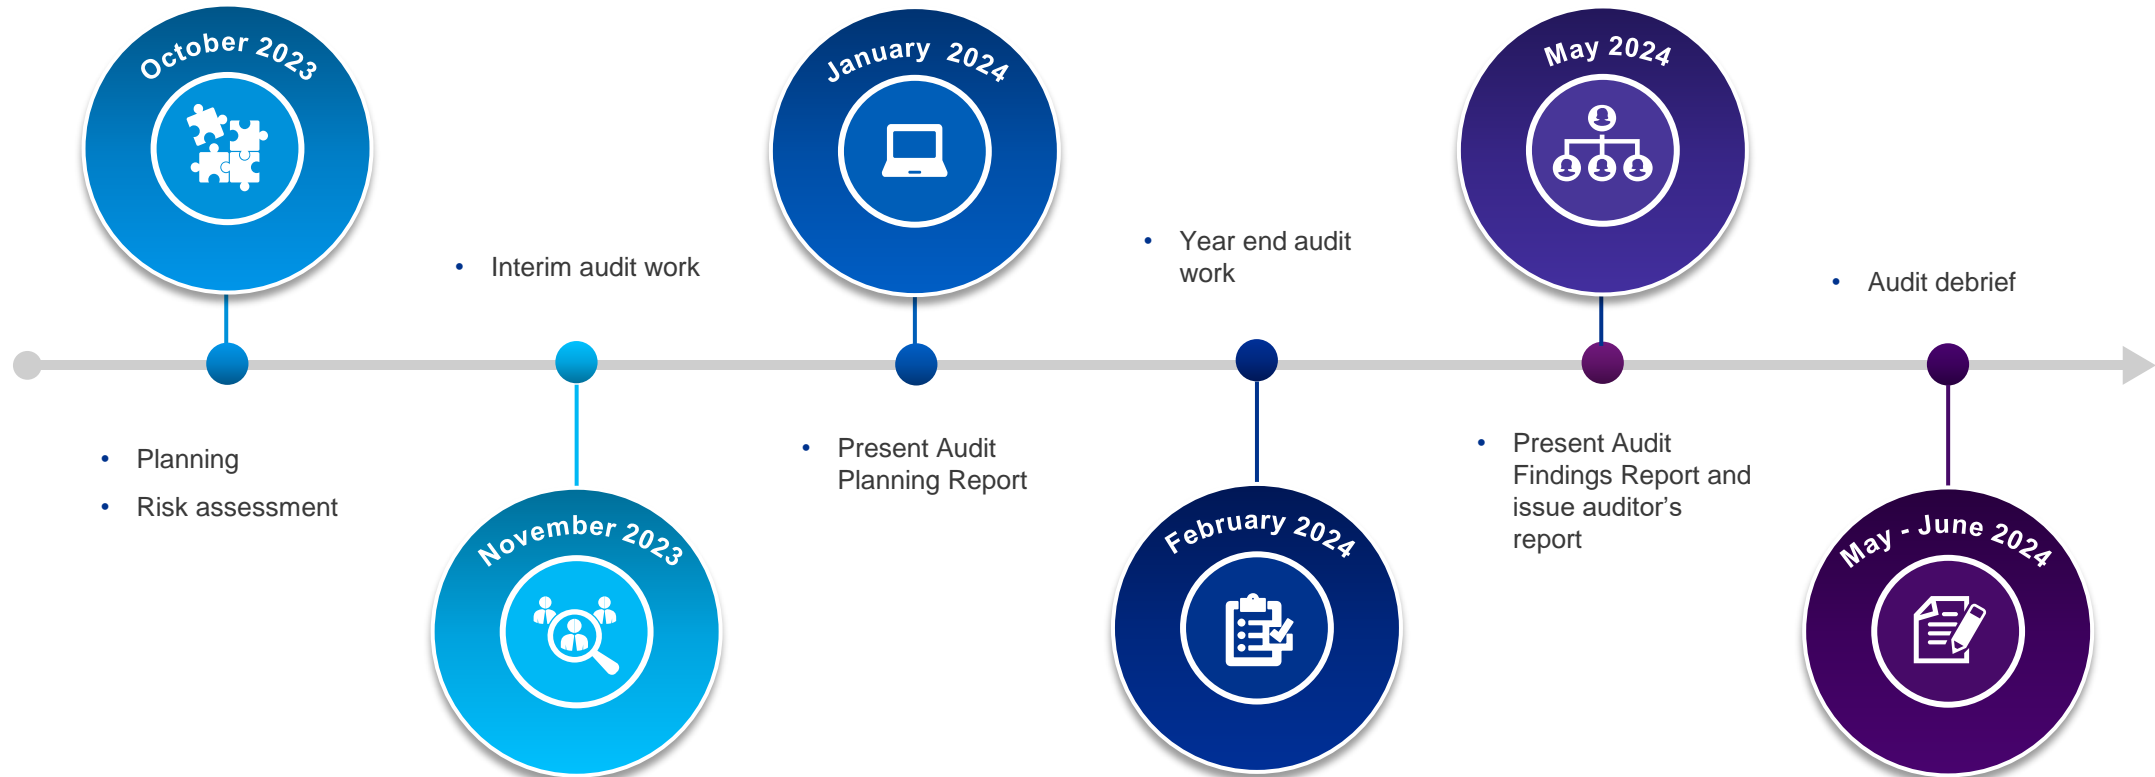 October 2023
• Planning
• Risk assessment
• Interim audit work
November 2023
January 2024
• Present Audit
Planning Report
• Year end audit
work
February 2024
May 2024
• Present Audit
Findings Report and
issue auditor’s
report
• Audit debrief
May - June 2024